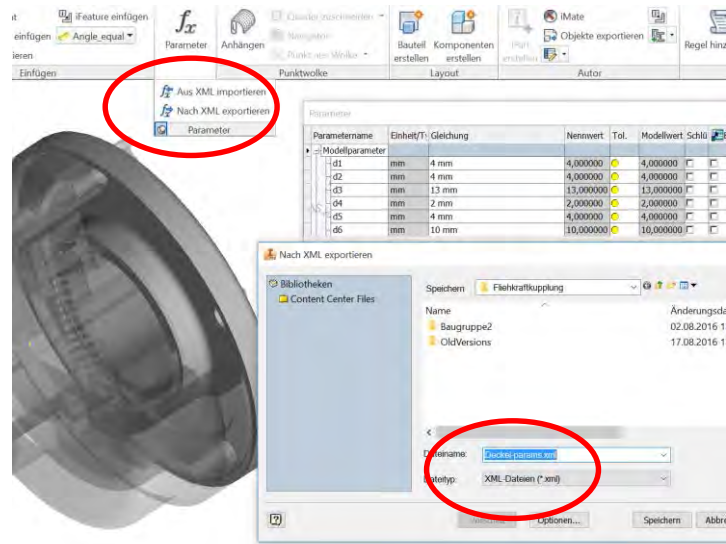 iFeature einfügen
einfügen Angle_equal
Einfügen
Parameter
Anhängen
Punktwolke
Bauteil erstellen
Komponenten erstellen
Layout
iMate
Objekte exportieren
Autor
Regel hinz
Aus XML importieren
Nach XML exportieren
Parameter
Parameter
Parametername Einheit/T Gleichung Nennwert Tol. Modellwert Schlü
Modellparameter
d1 mm 4 mm 4,000000 4,000000
d2 mm 4 mm 4,000000 4,000000
d3 mm 13 mm 13,000000 13,000000
d4 mm 2 mm 2,000000 2,000000
d5 mm 4 mm 4,000000 4,000000
d6 mm 10 mm 10,000000 10,000000
Nach XML exportieren
Bibliotheken
Content Center Files
Speichern Fliehkraftkupplung
Name Änderungsda
Baugruppe2 02.08.2016 1
OldVersions 17.08.2016 1
Dateiname: Deckel-params.xml
Dateityp: XML-Dateien (*.xml)
Optionen... Speichern Abbre